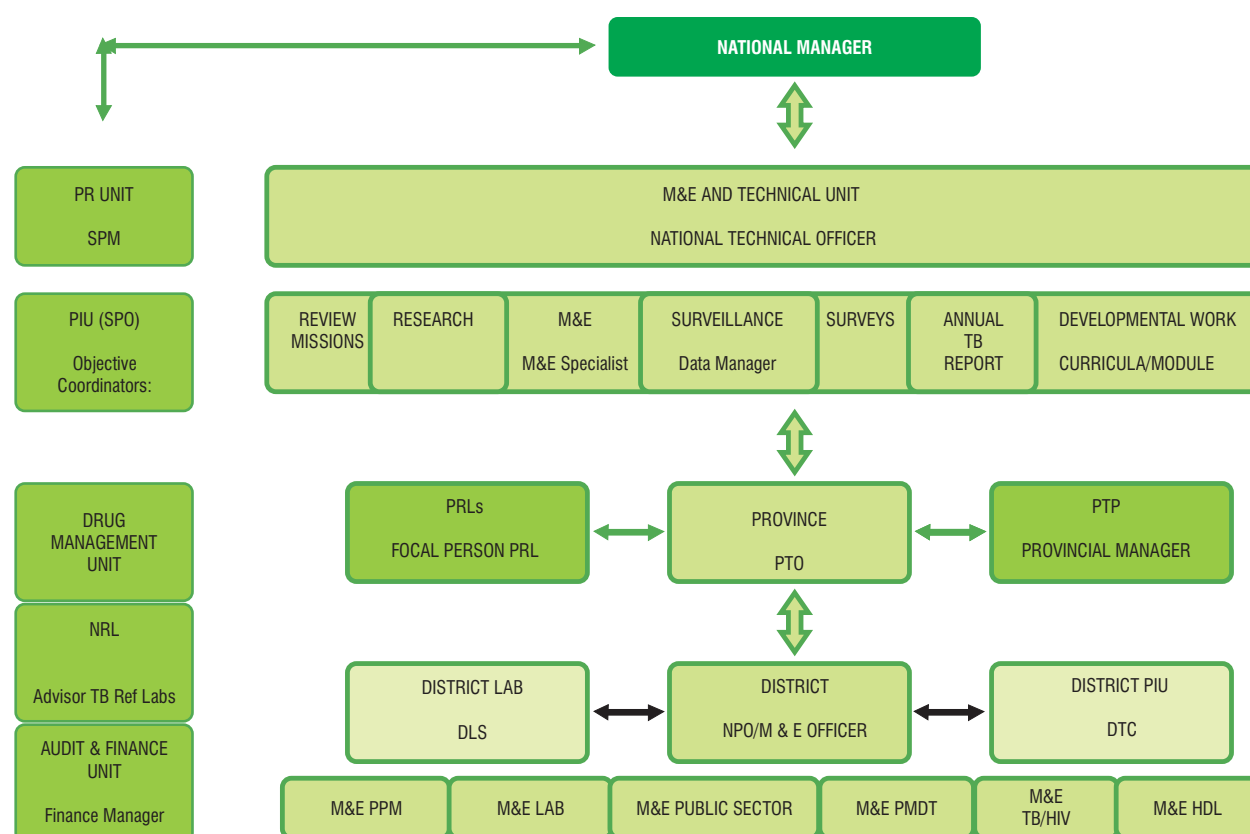 NATIONAL MANAGER
PR UNIT
SPM
M&E AND TECHNICAL UNIT
NATIONAL TECHNICAL OFFICER
PIU (SPO)
Objective
Coordinators:
REVIEW
MISSIONS
RESEARCH
M&E
M&E Specialist
SURVEILLANCE
Data Manager
SURVEYS
ANNUAL
TB
REPORT
DEVELOPMENTAL WORK
CURRICULA/MODULE
DRUG
MANAGEMENT
UNIT
PRLs
FOCAL PERSON PRL
PROVINCE
PTO
PTP
PROVINCIAL MANAGER
NRL
Advisor TB Ref Labs
DISTRICT LAB
DLS
DISTRICT
NPO/M & E OFFICER
DISTRICT PIU
DTC
AUDIT & FINANCE
UNIT
Finance Manager
M&E PPM
M&E LAB
M&E PUBLIC SECTOR
M&E PMDT
M&E
TB/HIV
M&E HDL